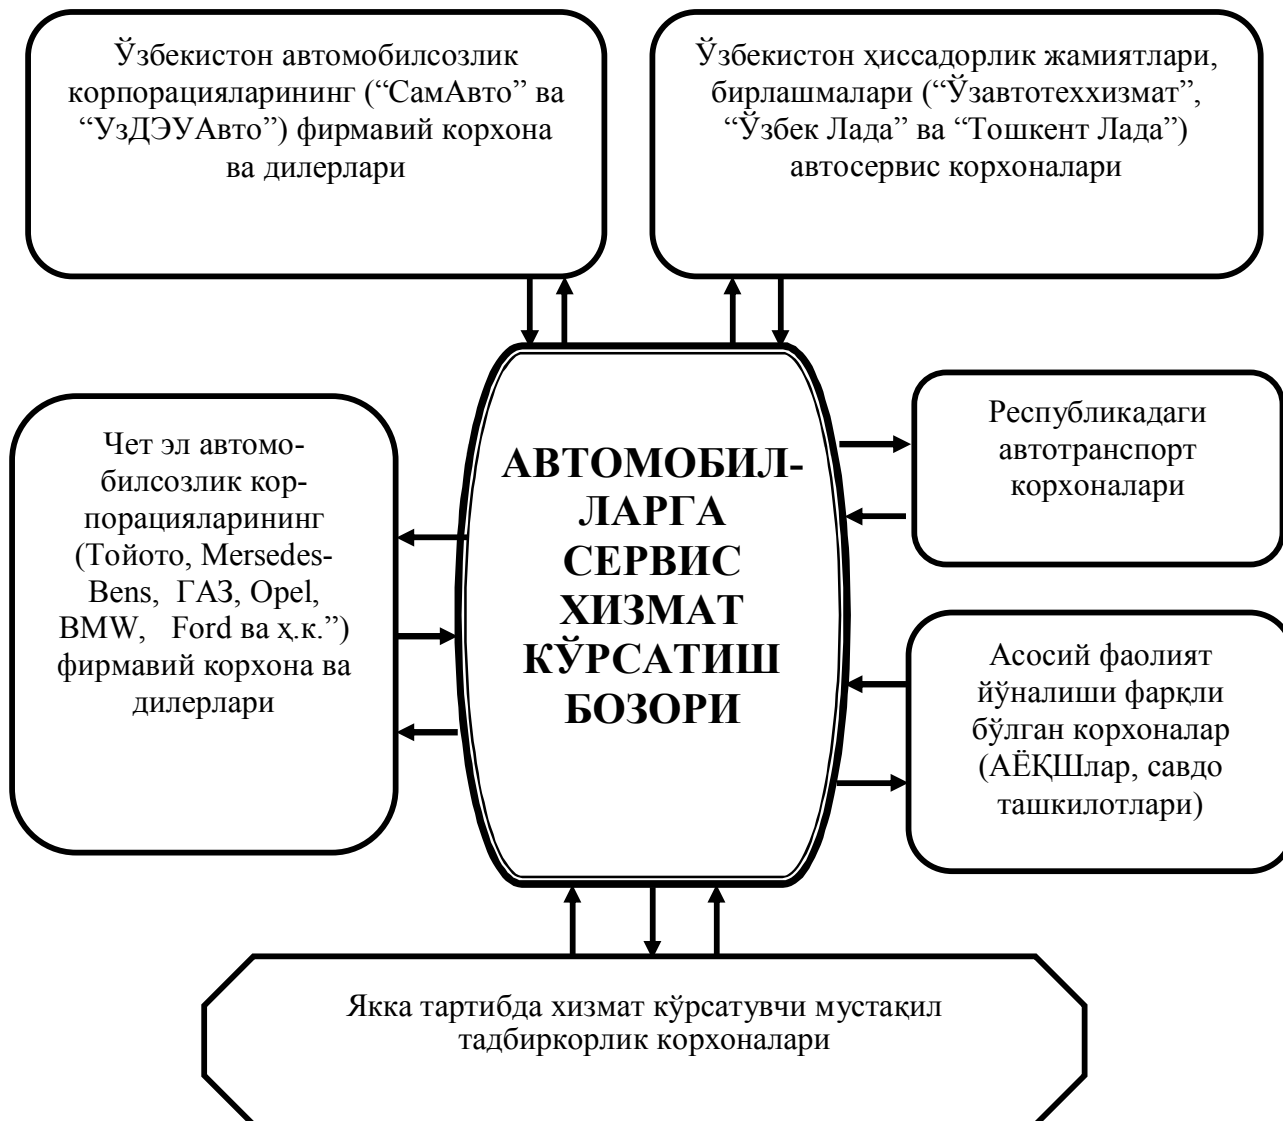 Ўзбекистон автомобилсозлик
корпорацияларининг (“СамАвто” ва
“УзДЭУАвто”) фирмавий корхона
ва дилерлари
Ўзбекистон ҳиссадорлик жамиятлари,
бирлашмалари (“Ўзавтотеххизмат”,
“Ўзбек Лада” ва “Тошкент Лада”)
автосервис корхоналари
Чет эл автомо-
билсозлик кор-
порацияларининг
(Тойото, Mersedes-
Bens, ГАЗ, Opel,
BMW, Ford ва ҳ.к.”)
фирмавий корхона ва
дилерлари
АВТОМОБИЛ-
ЛАРГА
СЕРВИС
ХИЗМАТ
КЎРСАТИШ
БОЗОРИ
Республикадаги
автотранспорт
корхоналари
Асосий фаолият
йўналиши фарқли
бўлган корхоналар
(АЁҚШлар, савдо
ташкилотлари)
Якка тартибда хизмат кўрсатувчи мустақил
тадбиркорлик корхоналари